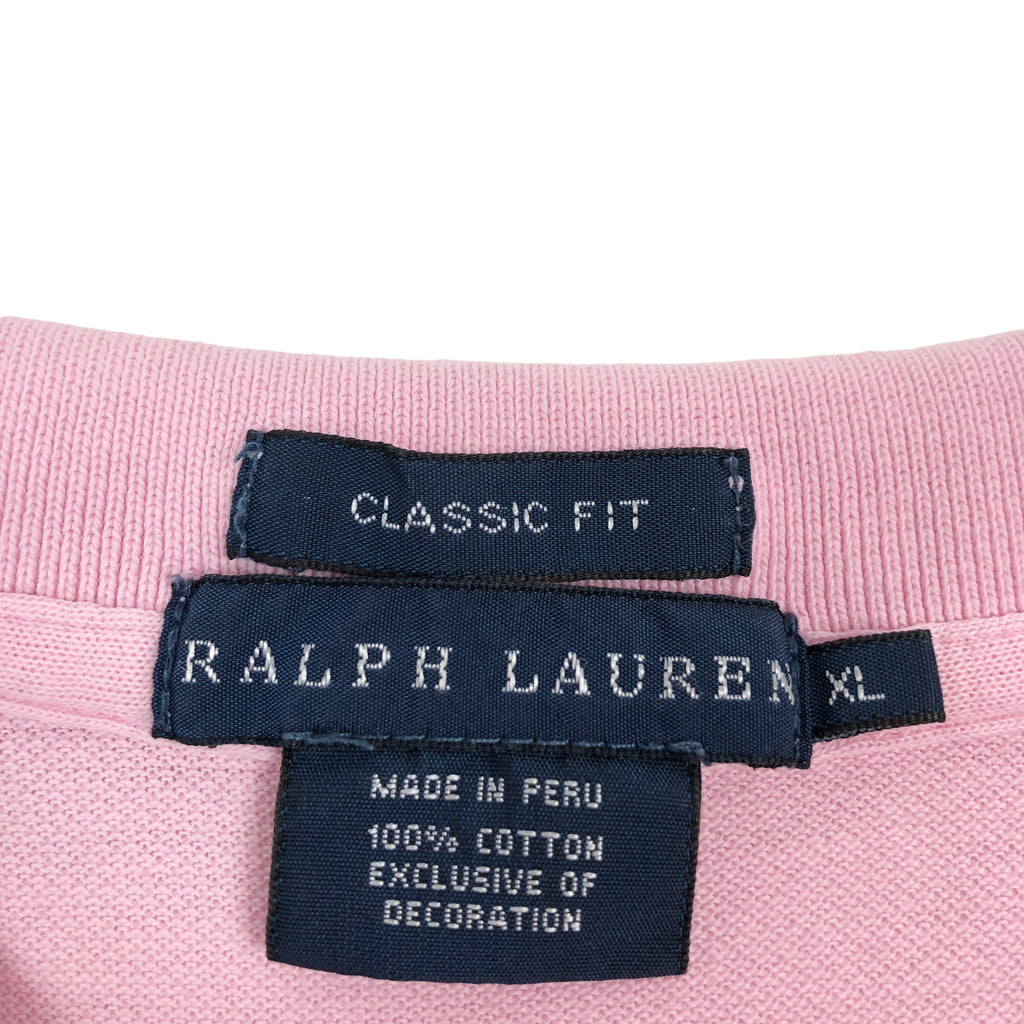 CLASSIC FIT
RALPH LAUREN
XL
MADE IN PERU
100% COTTON
EXCLUSIVE OF
DECORATION